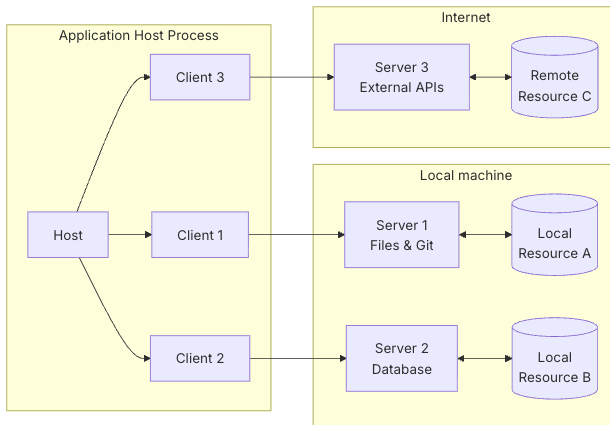 Application Host Process
Host
Client 3
Client 1
Client 2
Internet
Server 3
External APIs
Remote
Resource C
Local machine
Server 1
Files & Git
Local
Resource A
Server 2
Database
Local
Resource B